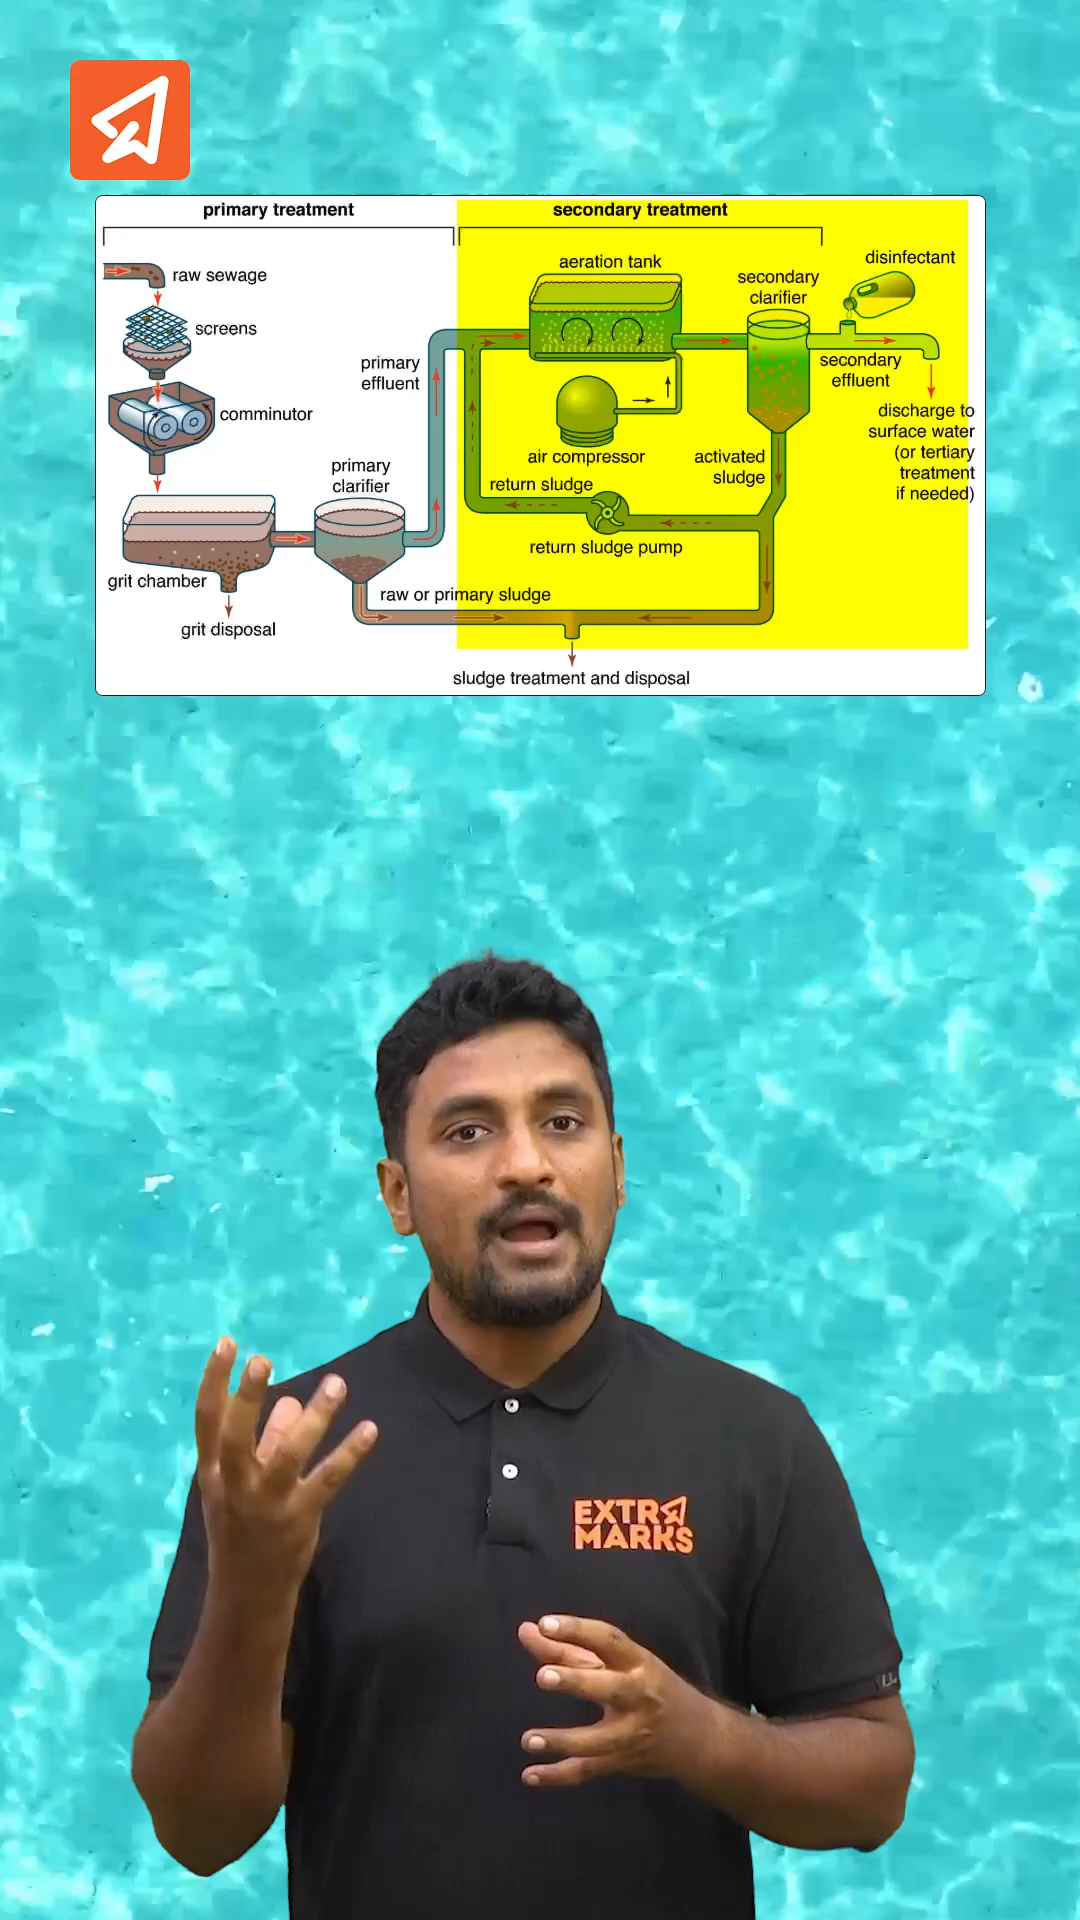 primary treatment
secondary treatment
raw sewage
screens
comminutor
grit chamber
grit disposal
primary
clarifier
primary
effluent
raw or primary sludge
aeration tank
air compressor
return sludge
return sludge pump
secondary
clarifier
activated
sludge
disinfectant
secondary
effluent
discharge to
surface water
(or tertiary
treatment
if needed)
sludge treatment and disposal
EXTRA
MARKS